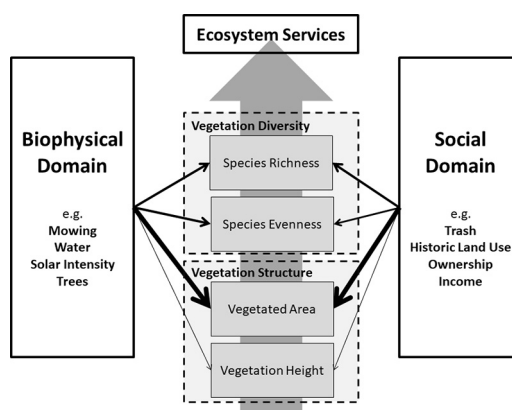 Ecosystem Services
Biophysical
Domain
e.g.
Mowing
Water
Solar Intensity
Trees
Vegetation Diversity
Species Richness
Species Evenness
Vegetation Structure
Vegetated Area
Vegetation Height
Social
Domain
e.g.
Trash
Historic Land Use
Ownership
Income